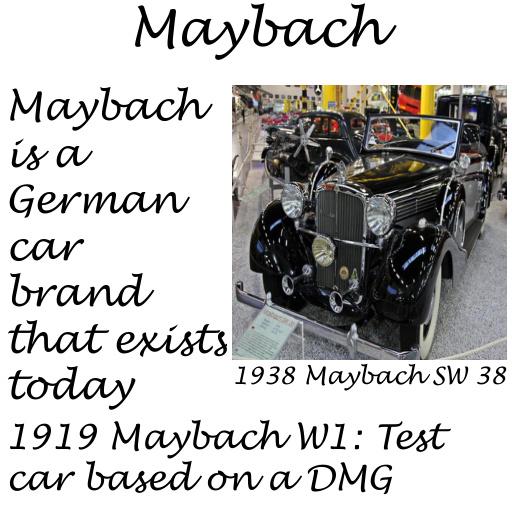 Maybach
Maybach
is a
German
car
brand
that exists
today
1938 Maybach SW 38
1919 Maybach W1: Test
car based on a DMG